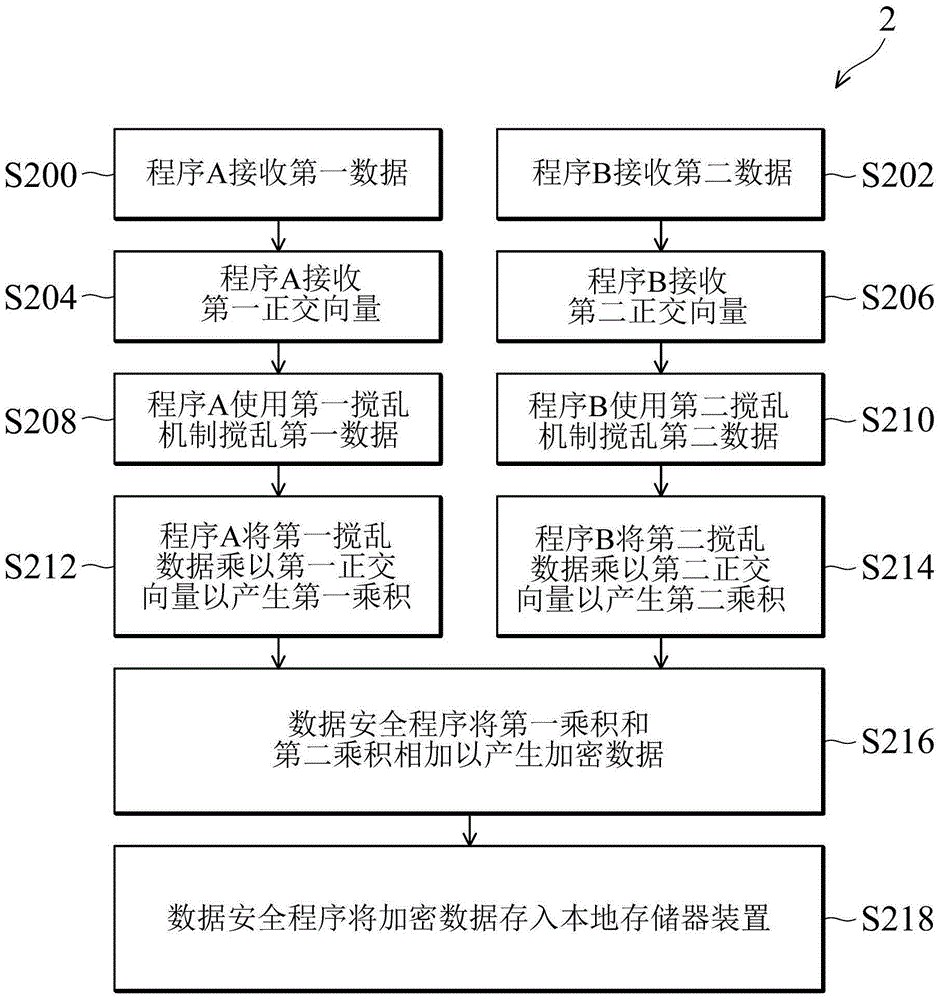 2
S200
程序A接收第一数据
程序B接收第二数据
S202
S204
程序A接收
第一正交向量
程序B接收
第二正交向量
S206
S208
程序A使用第一搅乱
机制搅乱第一数据
程序B使用第二搅乱
机制搅乱第二数据
S210
S212
程序A将第一搅乱
数据乘以第一正交
向量以产生第一乘积
程序B将第二搅乱
数据乘以第二正交
向量以产生第二乘积
S214
数据安全程序将第一乘积和
第二乘积相加以产生加密数据
S216
数据安全程序将加密数据存入本地存储器装置
S218